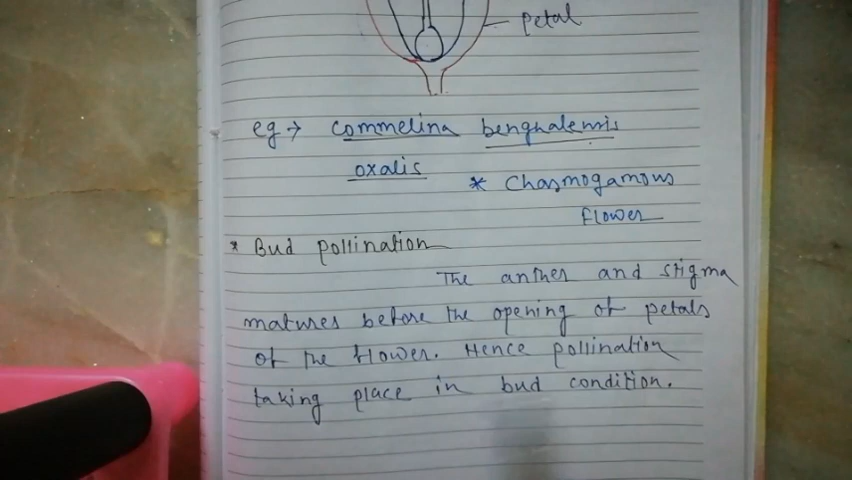 Petal
eg → Commelina benghalensis
oxalis
* Chasmogamous
flower
* Bud pollination
The anther and stigma
matures before the opening of petals
of the flower. Hence pollination
taking place in bud condition.